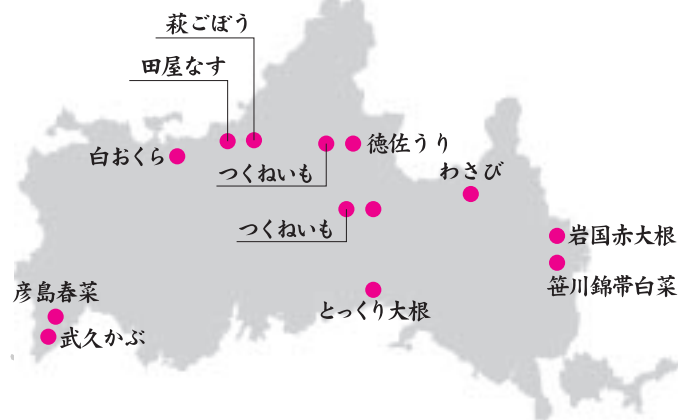 萩ごぼう
田屋なす
白おくら
徳佐うり
つくねいも
わさび
つくねいも
岩国赤大根
笹川錦帯白菜
彦島春菜
とっくり大根
武久かぶ